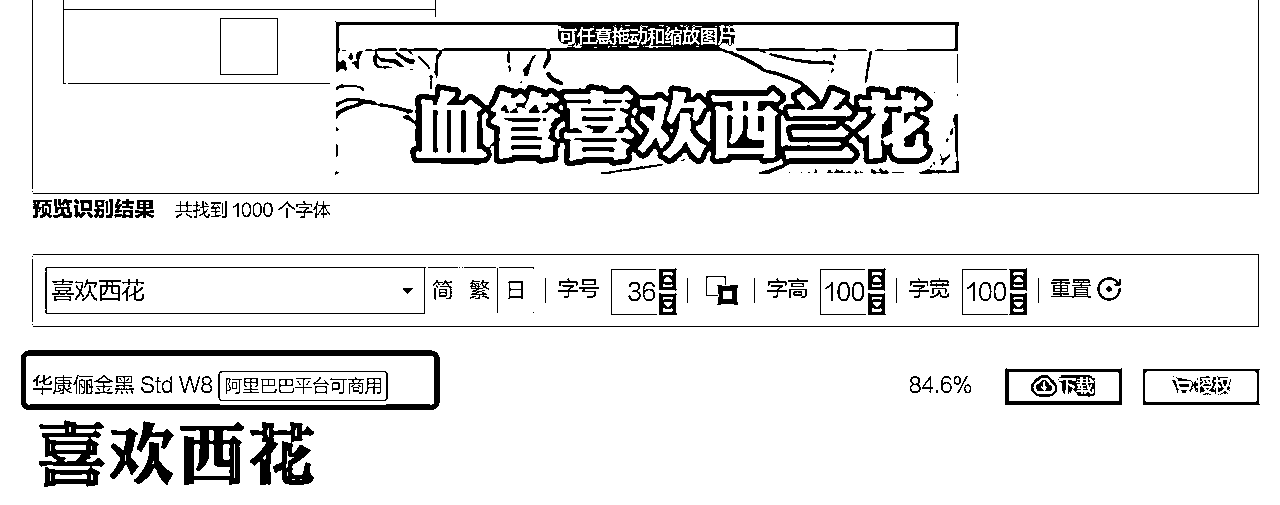 可任意拖动和缩放图片
血管喜欢西兰花
预览识别结果 共找到 1000 个字体
喜欢西花 简 繁 日 字号 36 字高 100 字宽 100 重置
华康俪金黑 Std W8 阿里巴巴平台可商用 84.6% 下载 授权
喜欢西花